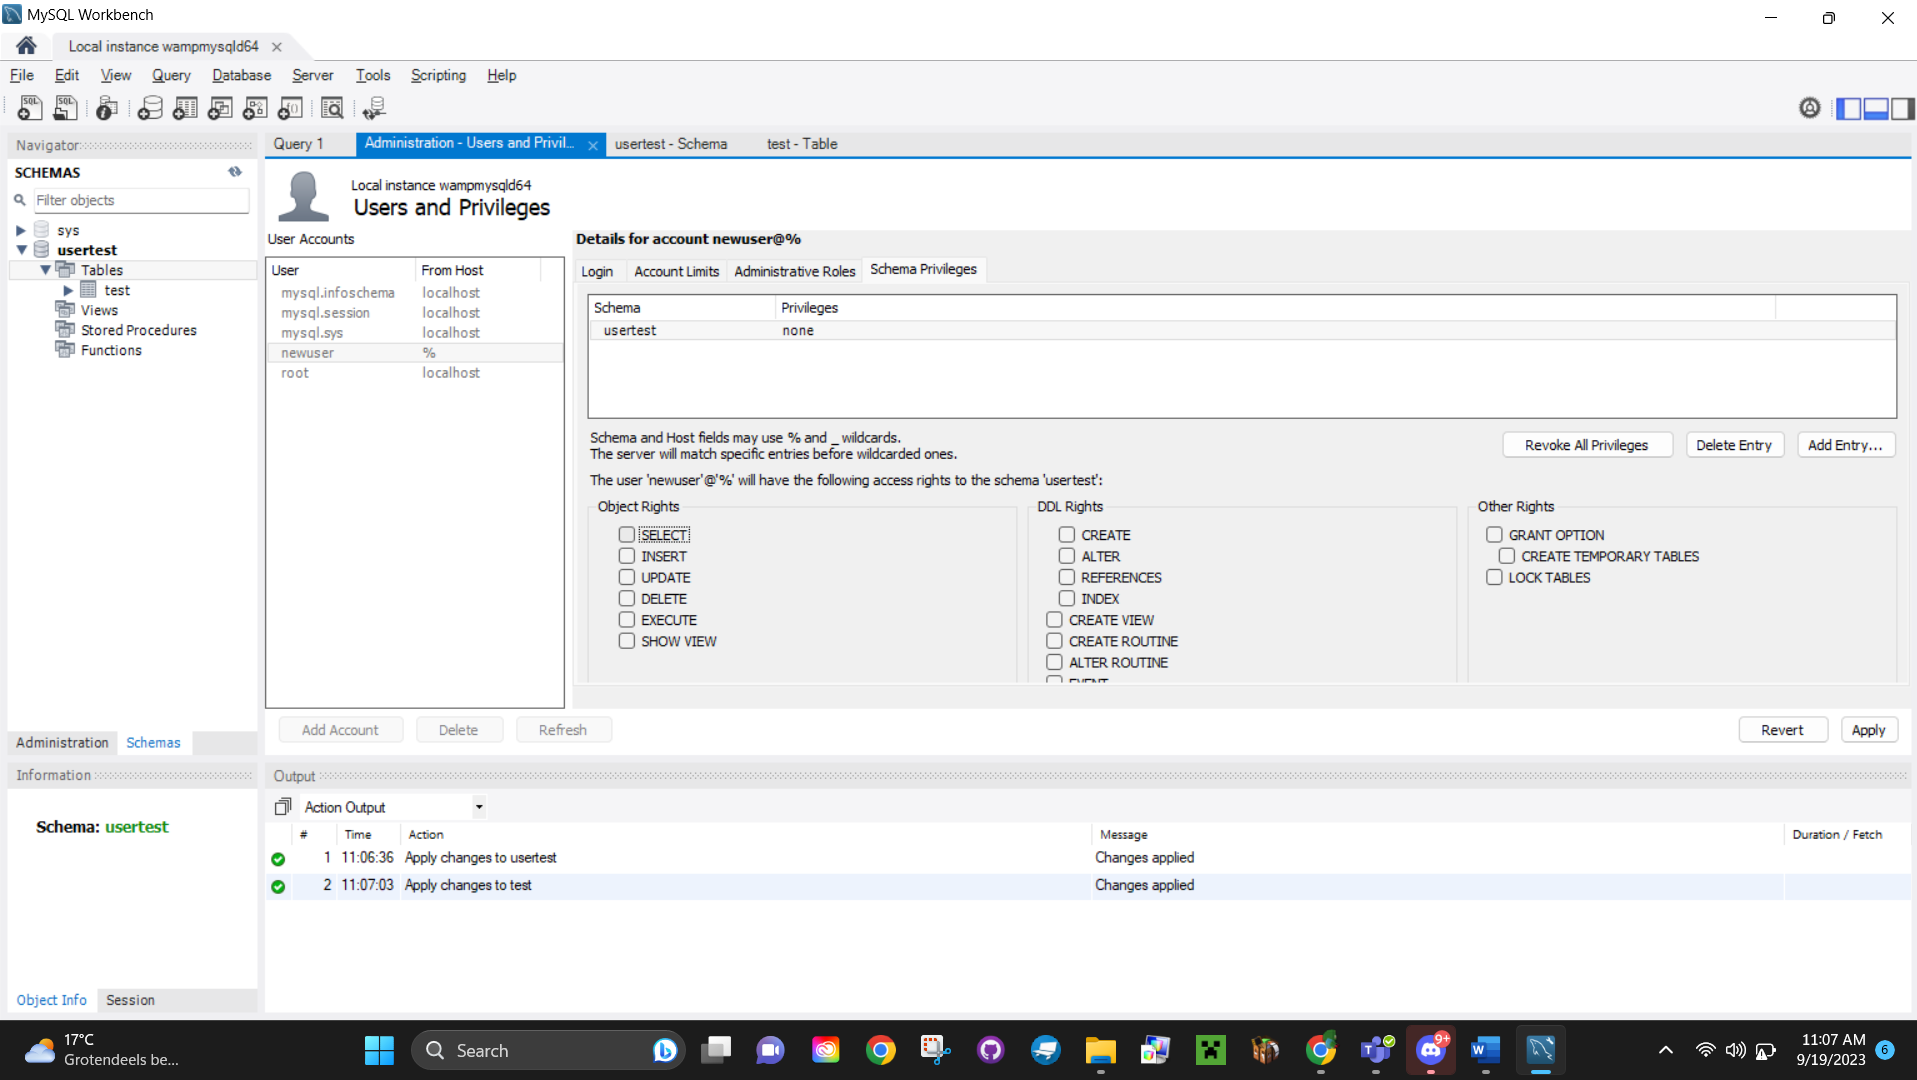 MySQL Workbench
Local instance wampmysqld64
File Edit View Query Database Server Tools Scripting Help
Navigator
SCHEMAS
Filter objects
sys
usertest
Tables
test
Views
Stored Procedures
Functions
Administration Schemas
Information
Schema: usertest
Object Info Session
Query 1 Administration - Users and Privil... usertest - Schema test - Table
Local instance wampmysqld64
Users and Privileges
User Accounts
User From Host
mysql.infoschema localhost
mysql.session localhost
mysql.sys localhost
newuser %
root localhost
Details for account newuser@%
Login Account Limits Administrative Roles Schema Privileges
Schema Privileges
usertest none
Schema and Host fields may use % and _ wildcards.
The server will match specific entries before wildcarded ones.
Revoke All Privileges Delete Entry Add Entry...
The user 'newuser'@'%' will have the following access rights to the schema 'usertest':
Object Rights
SELECT
INSERT
UPDATE
DELETE
EXECUTE
SHOW VIEW
DDL Rights
CREATE
ALTER
REFERENCES
INDEX
CREATE VIEW
CREATE ROUTINE
ALTER ROUTINE
EVENT
Other Rights
GRANT OPTION
CREATE TEMPORARY TABLES
LOCK TABLES
Add Account Delete Refresh Revert Apply
Output
Action Output
# Time Action Message Duration / Fetch
1 11:06:36 Apply changes to usertest Changes applied
2 11:07:03 Apply changes to test Changes applied
17°C
Grotendeels be...
Search
9+
11:07 AM
9/19/2023
6